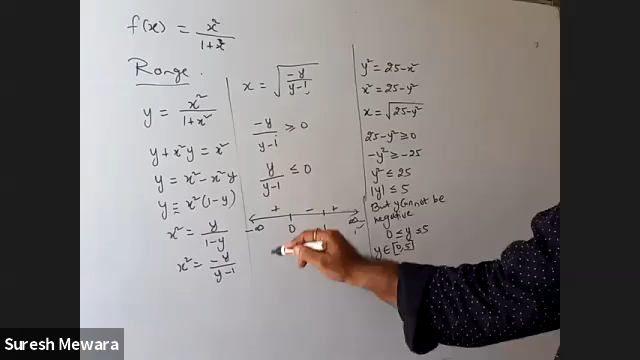 f(x) = x²/(1+x²)
Range.
y = x²/(1+x²)
y + x²y = x²
y = x² - x²y
y = x²(1-y)
x² = y/(1-y)
x² = -y/(y-1)
x = √(-y/(y-1))
-y/(y-1) ≥ 0
y/(y-1) ≤ 0
+ - +
-∞ 0 1 ∞
y² = 25-x²
x² = 25-y²
x = √(25-y²)
25-y² ≥ 0
-y² ≥ -25
y² ≤ 25
|y| ≤ 5
But y cannot be
negative
0 ≤ y ≤ 5
y ∈ [0,5]
Suresh Mewara